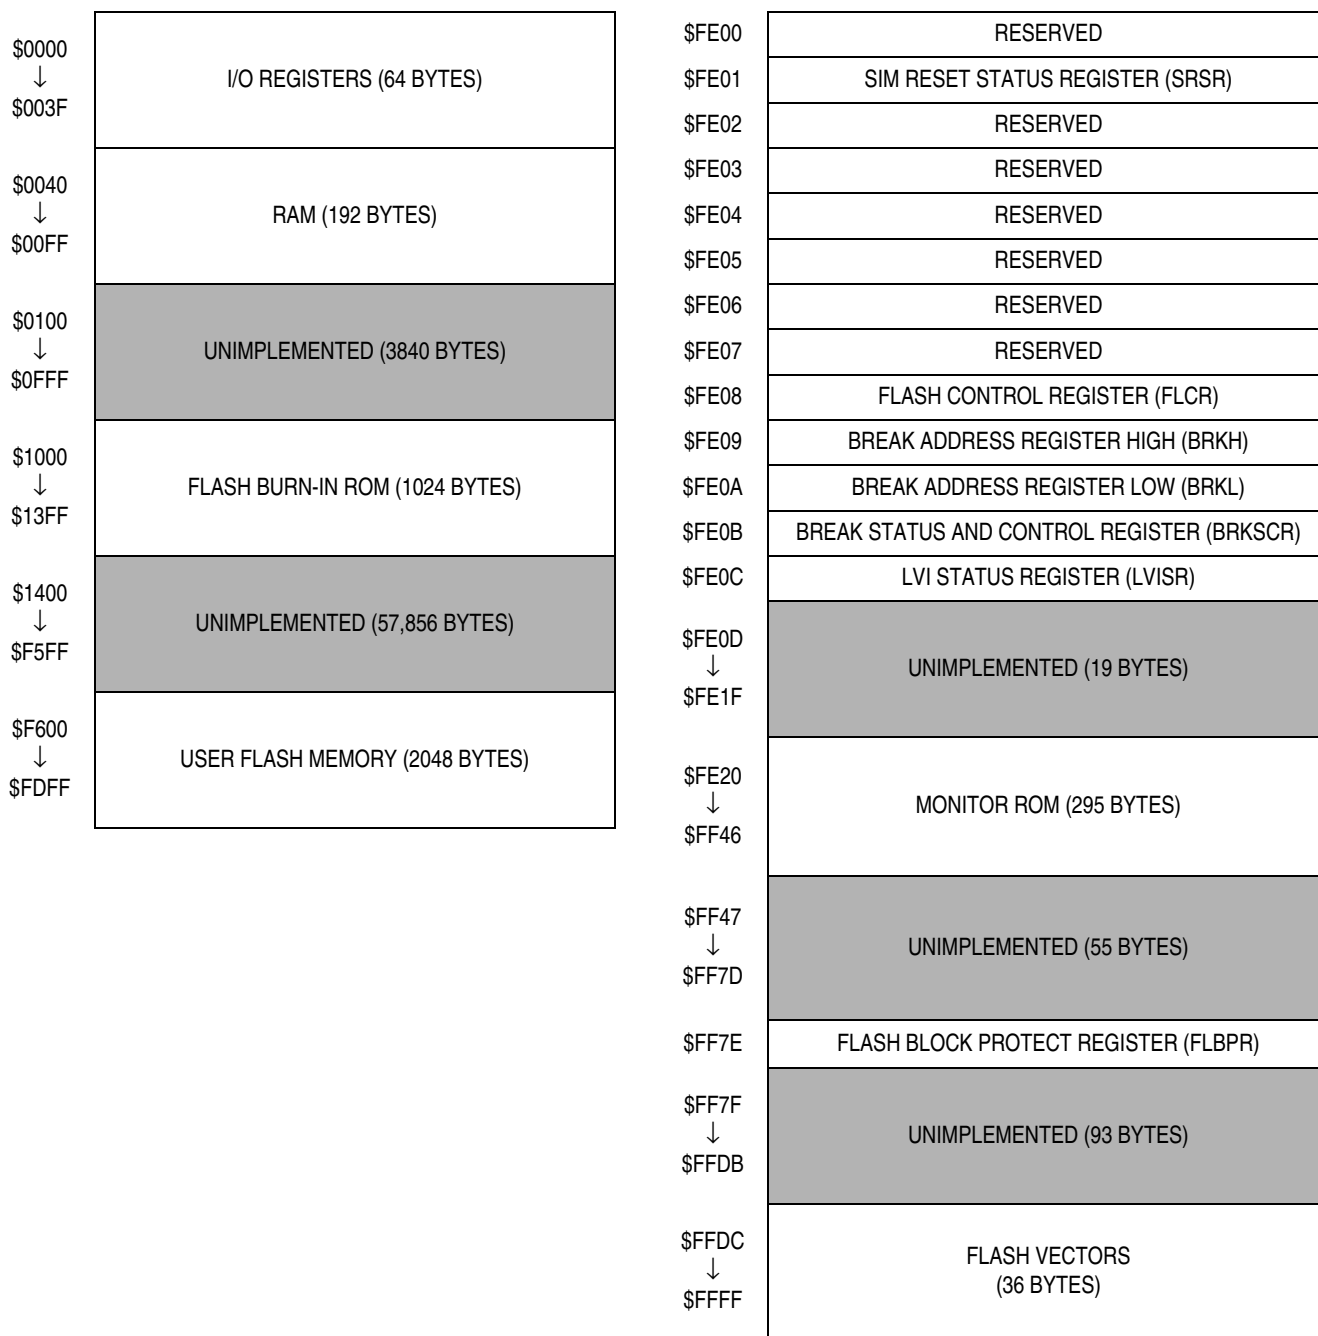 $0000
↓
$003F
I/O REGISTERS (64 BYTES)
$0040
↓
$00FF
RAM (192 BYTES)
$0100
↓
$0FFF
UNIMPLEMENTED (3840 BYTES)
$1000
↓
$13FF
FLASH BURN-IN ROM (1024 BYTES)
$1400
↓
$F5FF
UNIMPLEMENTED (57,856 BYTES)
$F600
↓
$FDFF
USER FLASH MEMORY (2048 BYTES)
$FE00 RESERVED
$FE01 SIM RESET STATUS REGISTER (SRSR)
$FE02 RESERVED
$FE03 RESERVED
$FE04 RESERVED
$FE05 RESERVED
$FE06 RESERVED
$FE07 RESERVED
$FE08 FLASH CONTROL REGISTER (FLCR)
$FE09 BREAK ADDRESS REGISTER HIGH (BRKH)
$FE0A BREAK ADDRESS REGISTER LOW (BRKL)
$FE0B BREAK STATUS AND CONTROL REGISTER (BRKSCR)
$FE0C LVI STATUS REGISTER (LVISR)
$FE0D
↓
$FE1F
UNIMPLEMENTED (19 BYTES)
$FE20
↓
$FF46
MONITOR ROM (295 BYTES)
$FF47
↓
$FF7D
UNIMPLEMENTED (55 BYTES)
$FF7E FLASH BLOCK PROTECT REGISTER (FLBPR)
$FF7F
↓
$FFDB
UNIMPLEMENTED (93 BYTES)
$FFDC
↓
$FFFF
FLASH VECTORS
(36 BYTES)